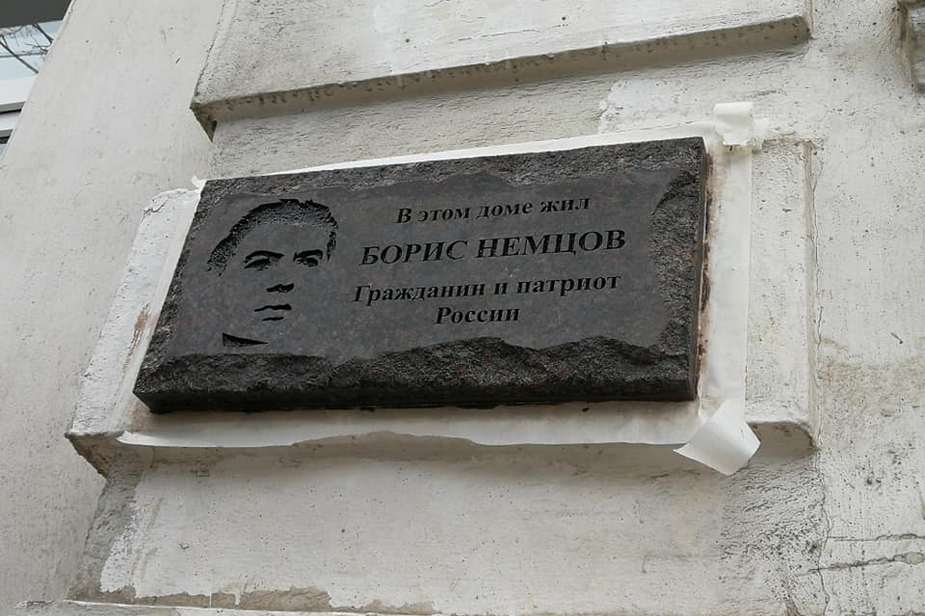 В этом доме жил
БОРИС НЕМЦОВ
Гражданин и патриот
России